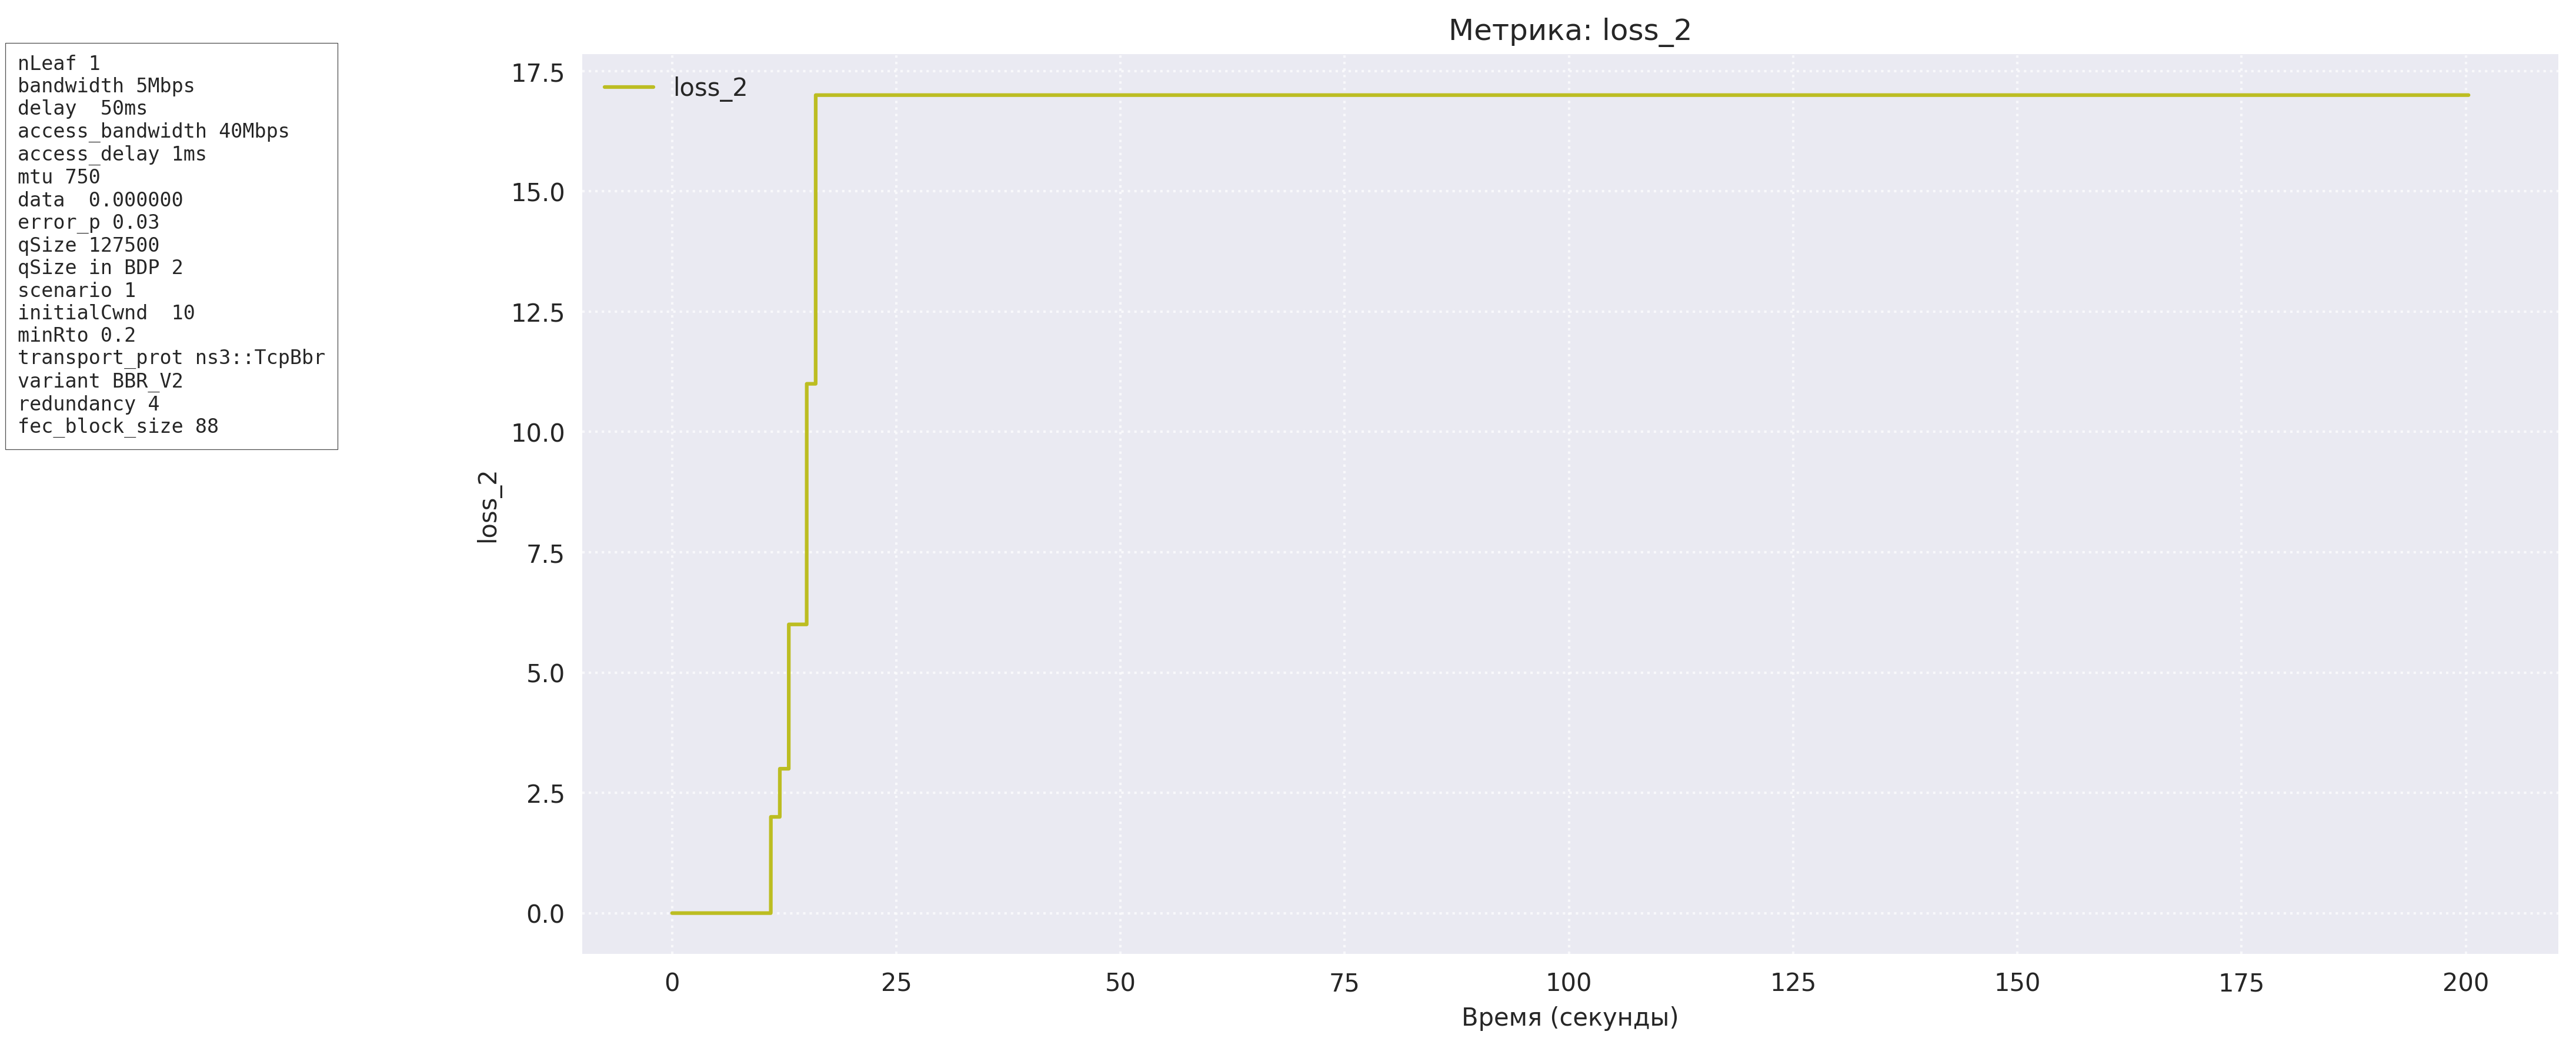 Метрика: loss_2
nLeaf 1
bandwidth 5Mbps
delay  50ms
access_bandwidth 40Mbps
access_delay 1ms
mtu 750
data  0.000000
error_p 0.03
qSize 127500
qSize in BDP 2
scenario 1
initialCwnd  10
minRto 0.2
transport_prot ns3::TcpBbr
variant BBR_V2
redundancy 4
fec_block_size 88
loss_2
loss_2
17.5
15.0
12.5
10.0
7.5
5.0
2.5
0.0
0
25
50
75
100
125
150
175
200
Время (секунды)